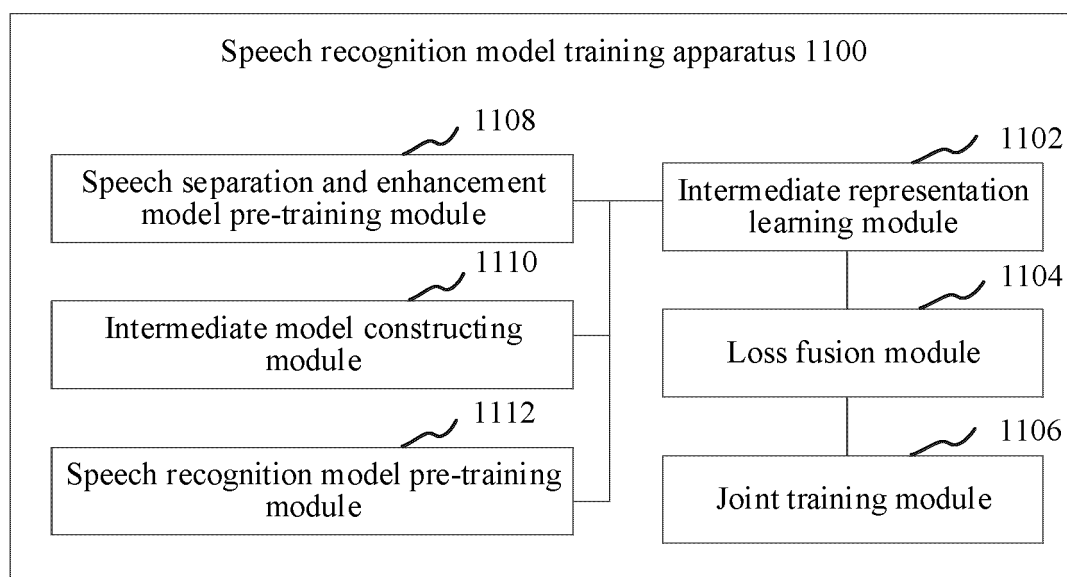 Speech recognition model training apparatus 1100
1108
Speech separation and enhancement
model pre-training module
1110
Intermediate model constructing
module
1112
Speech recognition model pre-training
module
1102
Intermediate representation
learning module
1104
Loss fusion module
1106
Joint training module